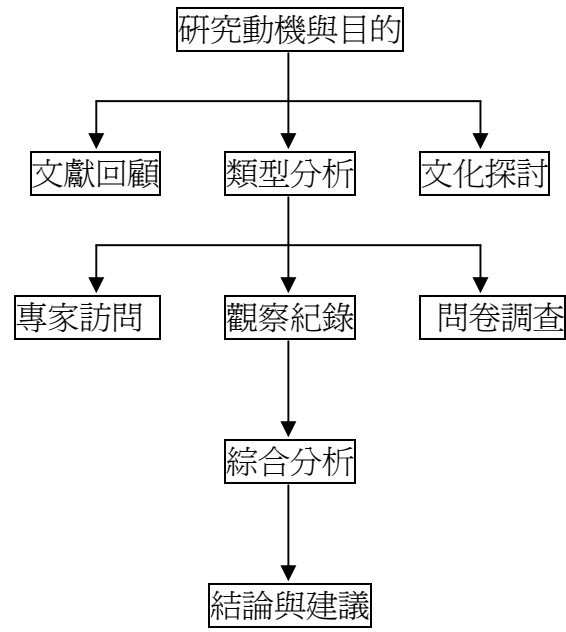 研究動機與目的
文獻回顧
類型分析
文化探討
專家訪問
觀察紀錄
問卷調查
綜合分析
結論與建議